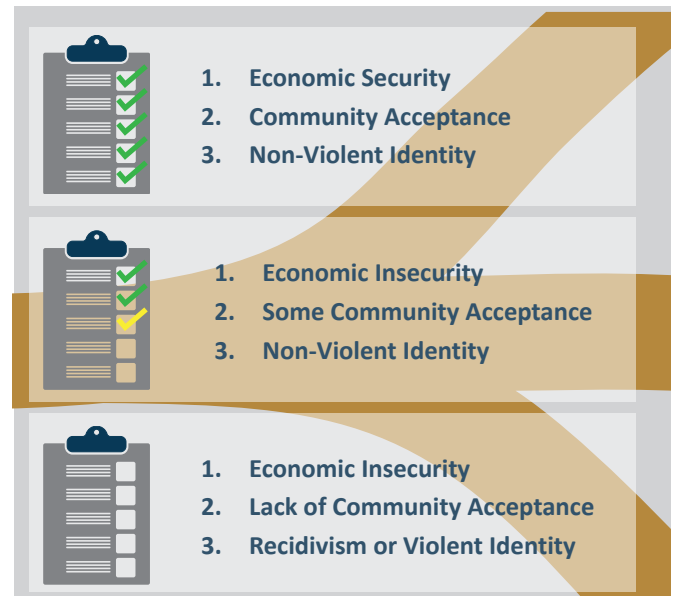 1. Economic Security
2. Community Acceptance
3. Non-Violent Identity
1. Economic Insecurity
2. Some Community Acceptance
3. Non-Violent Identity
1. Economic Insecurity
2. Lack of Community Acceptance
3. Recidivism or Violent Identity